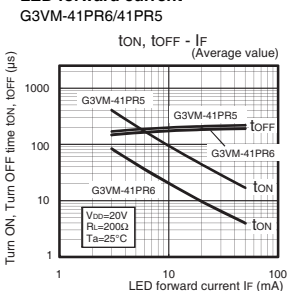 LED forward current
G3VM-41PR6/41PR5
tON, tOFF - IF
(Average value)
Turn ON, Turn OFF time tON, tOFF (μs)
1000
100
10
1
G3VM-41PR5
G3VM-41PR5
tOFF
G3VM-41PR6
G3VM-41PR6
tON
tON
VDD=20V
RL=200Ω
Ta=25°C
1
10
100
LED forward current IF (mA)